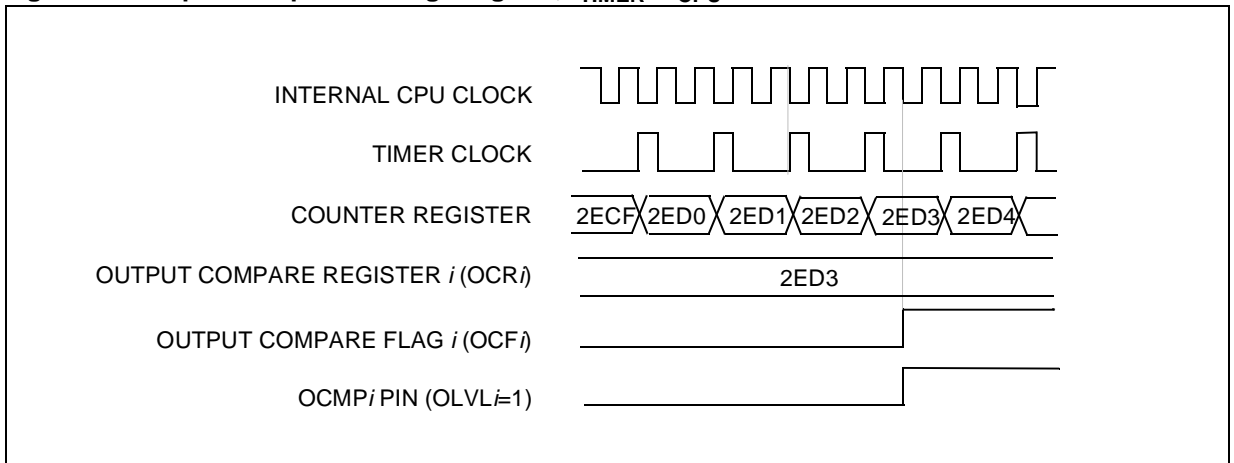 INTERNAL CPU CLOCK
TIMER CLOCK
COUNTER REGISTER 2ECF 2ED0 2ED1 2ED2 2ED3 2ED4
OUTPUT COMPARE REGISTER i (OCRi) 2ED3
OUTPUT COMPARE FLAG i (OCFi)
OCMPi PIN (OLVLi=1)